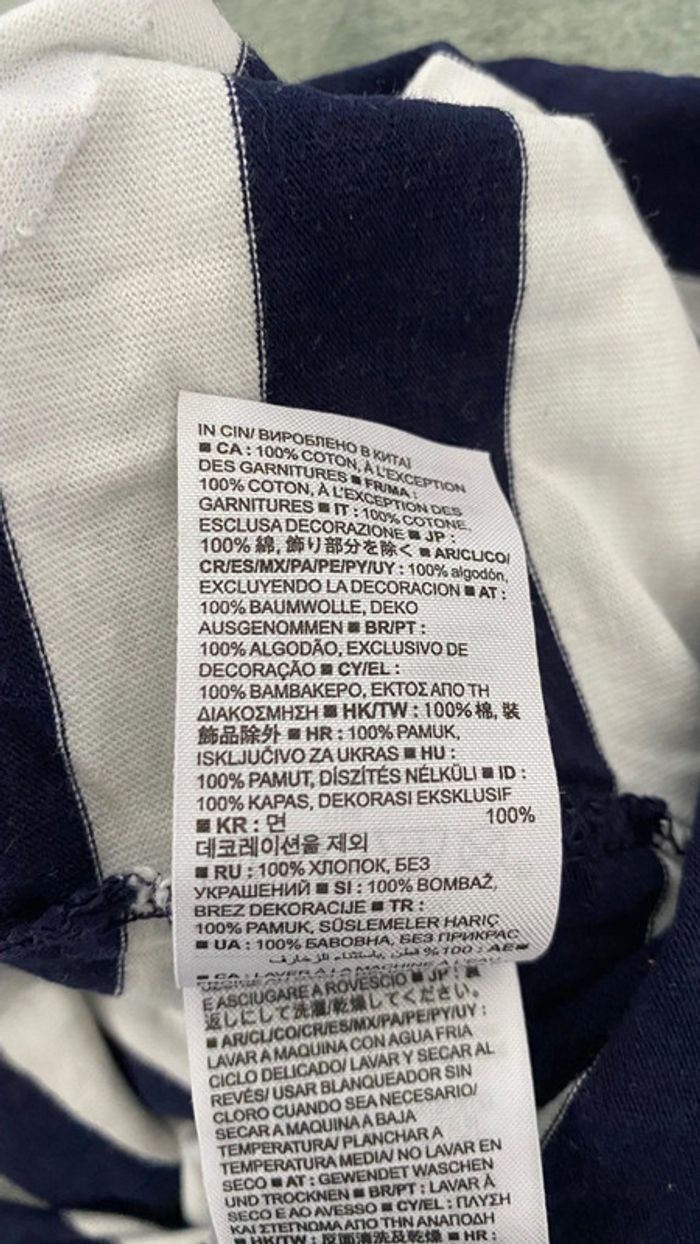 IN CIN/ ВИРОБЛЕНО В КИТАЇ
■ CA : 100% COTON, À L'EXCEPTION
DES GARNITURES ■ FR/MA :
100% COTON, À L'EXCEPTION DES
GARNITURES ■ IT : 100% COTONE,
ESCLUSA DECORAZIONE ■ JP :
100% 綿, 飾り部分を除く ■ AR/CL/CO/
CR/ES/MX/PA/PE/PY/UY : 100% algodón,
EXCLUYENDO LA DECORACION ■ AT :
100% BAUMWOLLE, DEKO
AUSGENOMMEN ■ BR/PT :
100% ALGODÃO, EXCLUSIVO DE
DECORAÇÃO ■ CY/EL :
100% ΒΑΜΒΑΚΕΡΟ, ΕΚΤΟΣ ΑΠΟ ΤΗ
ΔΙΑΚΟΣΜΗΣΗ ■ HK/TW : 100% 棉, 裝
飾品除外 ■ HR : 100% PAMUK,
ISKLJUČIVO ZA UKRAS ■ HU :
100% PAMUT, DÍSZÍTÉS NÉLKÜLI ■ ID :
100% KAPAS, DEKORASI EKSKLUSIF
■ KR : 면 100%
데코레이션을 제외
■ RU : 100% ХЛОПОК, БЕЗ
УКРАШЕНИЙ ■ SI : 100% BOMBAŽ,
BREZ DEKORACIJE ■ TR :
100% PAMUK, SÜSLEMELER HARIÇ
■ UA : 100% БАВОВНА, БЕЗ ПРИКРАС
AE : 100% قطن, باستثناء الزخارف
■ CA : LAVER À LA MACHINE À L'EAU
E ASCIUGARE A ROVESCIO ■ JP : 裏
返しにして洗濯/乾燥してください。
■ AR/CL/CO/CR/ES/MX/PA/PE/PY/UY :
LAVAR A MAQUINA CON AGUA FRIA
CICLO DELICADO/ LAVAR Y SECAR AL
REVÉS/ USAR BLANQUEADOR SIN
CLORO CUANDO SEA NECESARIO/
SECAR A MAQUINA A BAJA
TEMPERATURA/ PLANCHAR A
TEMPERATURA MEDIA/ NO LAVAR EN
SECO ■ AT : GEWENDET WASCHEN
UND TROCKNEN ■ BR/PT : LAVAR À
SECO E AO AVESSO ■ CY/EL : ΠΛΥΣΗ
ΚΑΙ ΣΤΕΓΝΩΜΑ ΑΠΟ ΤΗΝ ΑΝΑΠΟΔΗ
■ HK/TW : 反面清洗及乾燥 ■ HR :